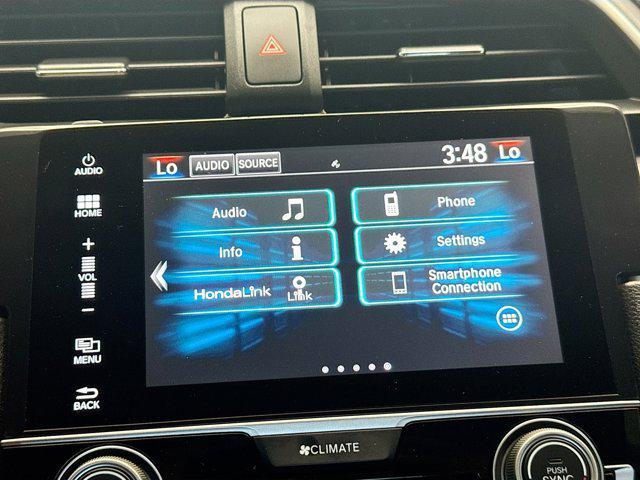 AUDIO
HOME
+
VOL
−
MENU
BACK
Lo AUDIO SOURCE 3:48 Lo
Audio
Phone
Info
Settings
HondaLink
Link
Smartphone
Connection
CLIMATE
PUSH
SYNC